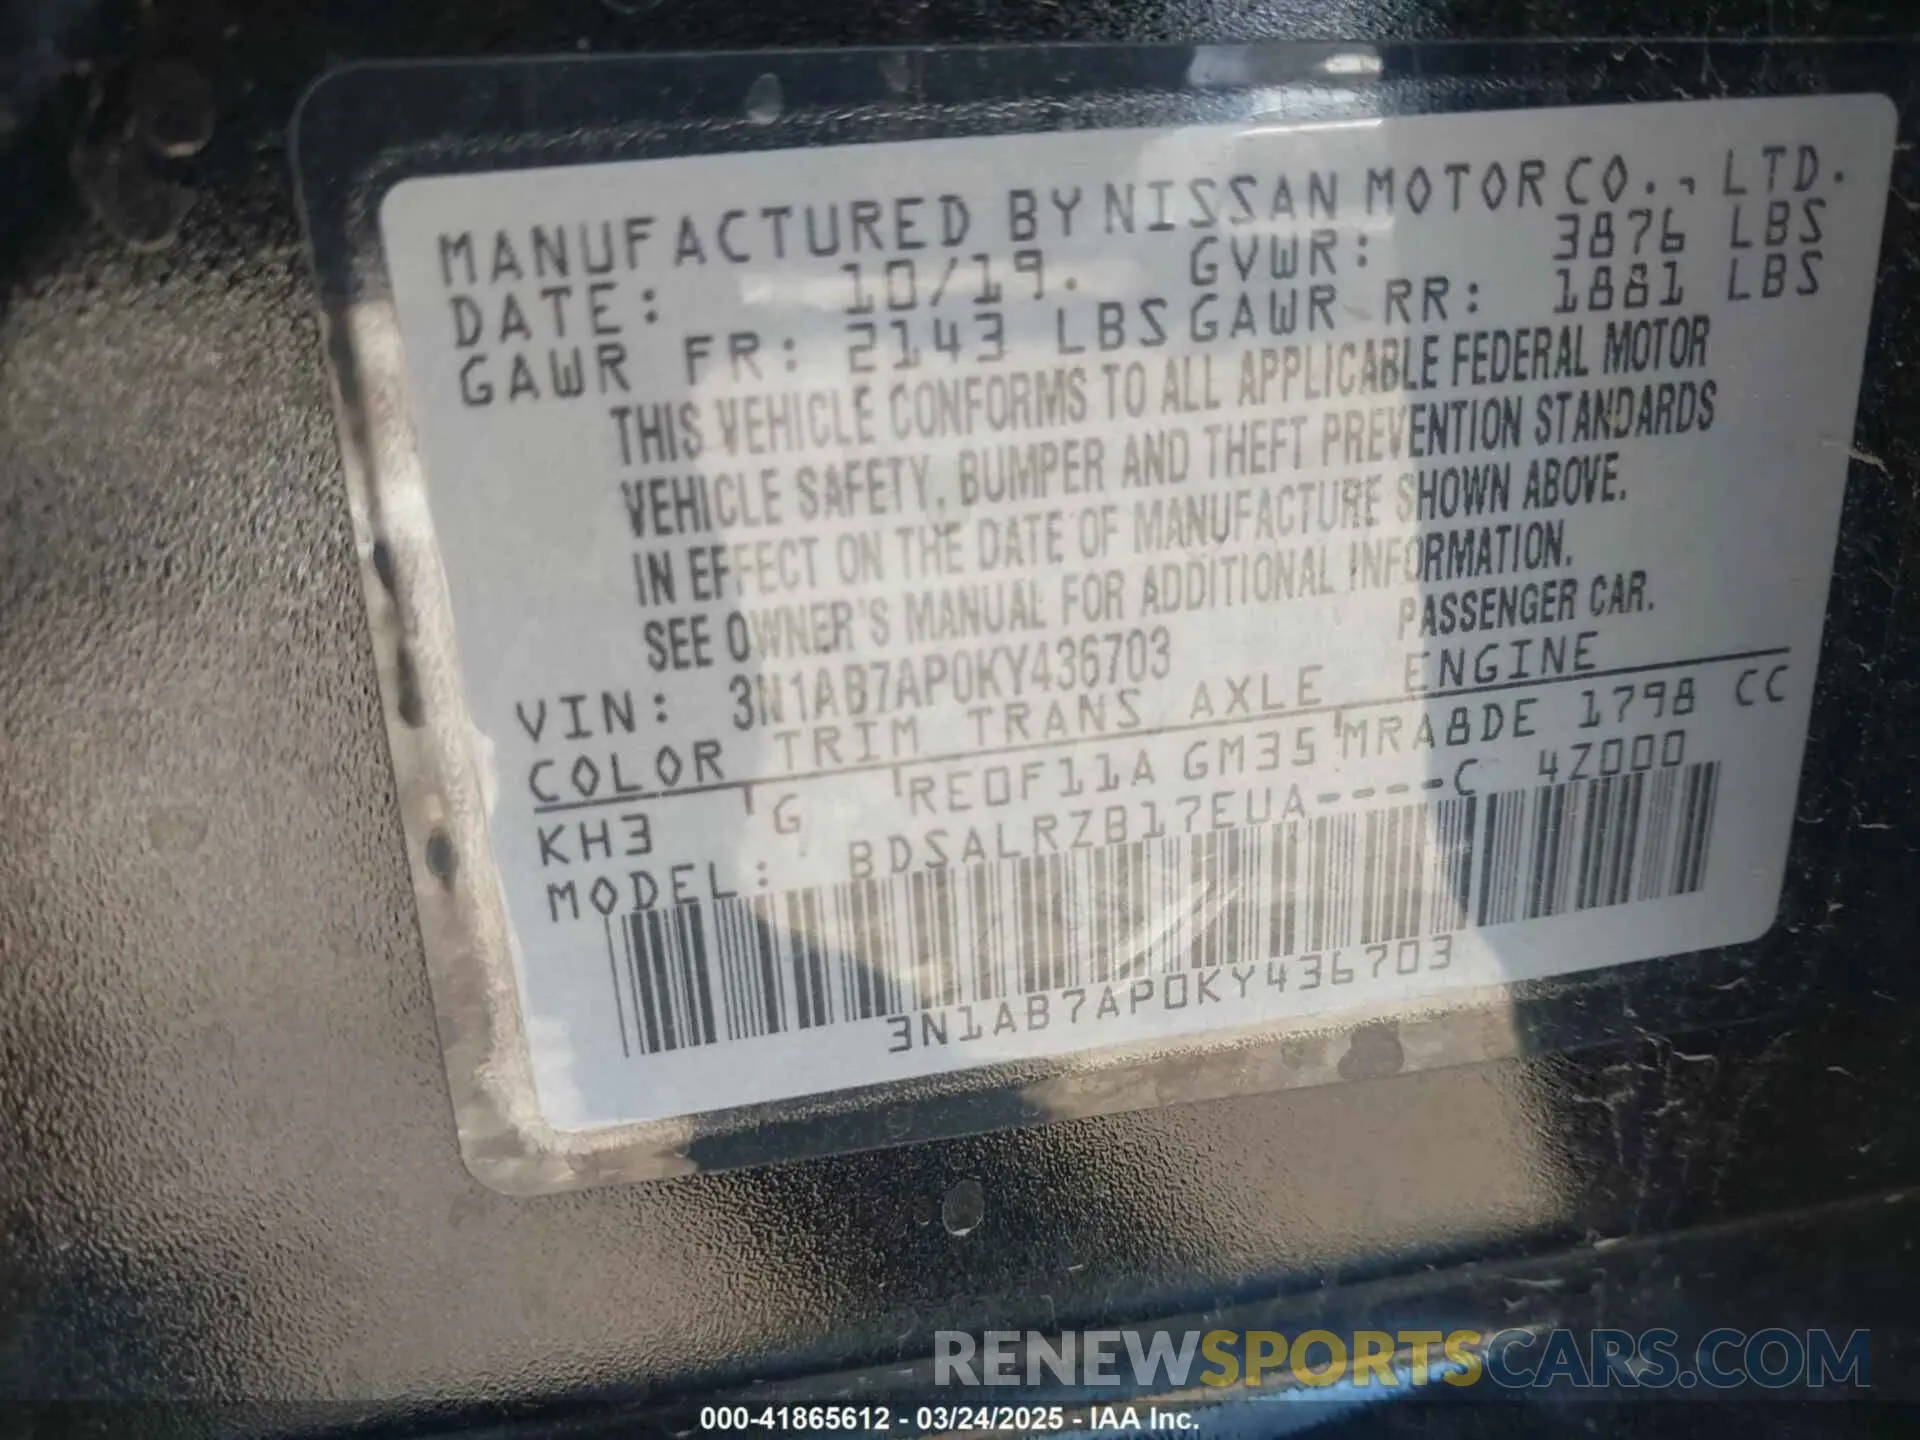 MANUFACTURED BY NISSAN MOTOR CO., LTD.
DATE: 10/19. GVWR: 3876 LBS
GAWR FR: 2143 LBS GAWR RR: 1881 LBS
THIS VEHICLE CONFORMS TO ALL APPLICABLE FEDERAL MOTOR
VEHICLE SAFETY, BUMPER AND THEFT PREVENTION STANDARDS
IN EFFECT ON THE DATE OF MANUFACTURE SHOWN ABOVE.
SEE OWNER'S MANUAL FOR ADDITIONAL INFORMATION.
VIN: 3N1AB7AP0KY436703 PASSENGER CAR.
COLOR TRIM TRANS AXLE ENGINE
KH3 G RE0F11A GM35 MRA8DE 1798 CC
MODEL: BDSALRZB17EUA----C 4Z000
3N1AB7AP0KY436703
RENEWSPORTSCARS.COM
000-41865612 - 03/24/2025 - IAA Inc.